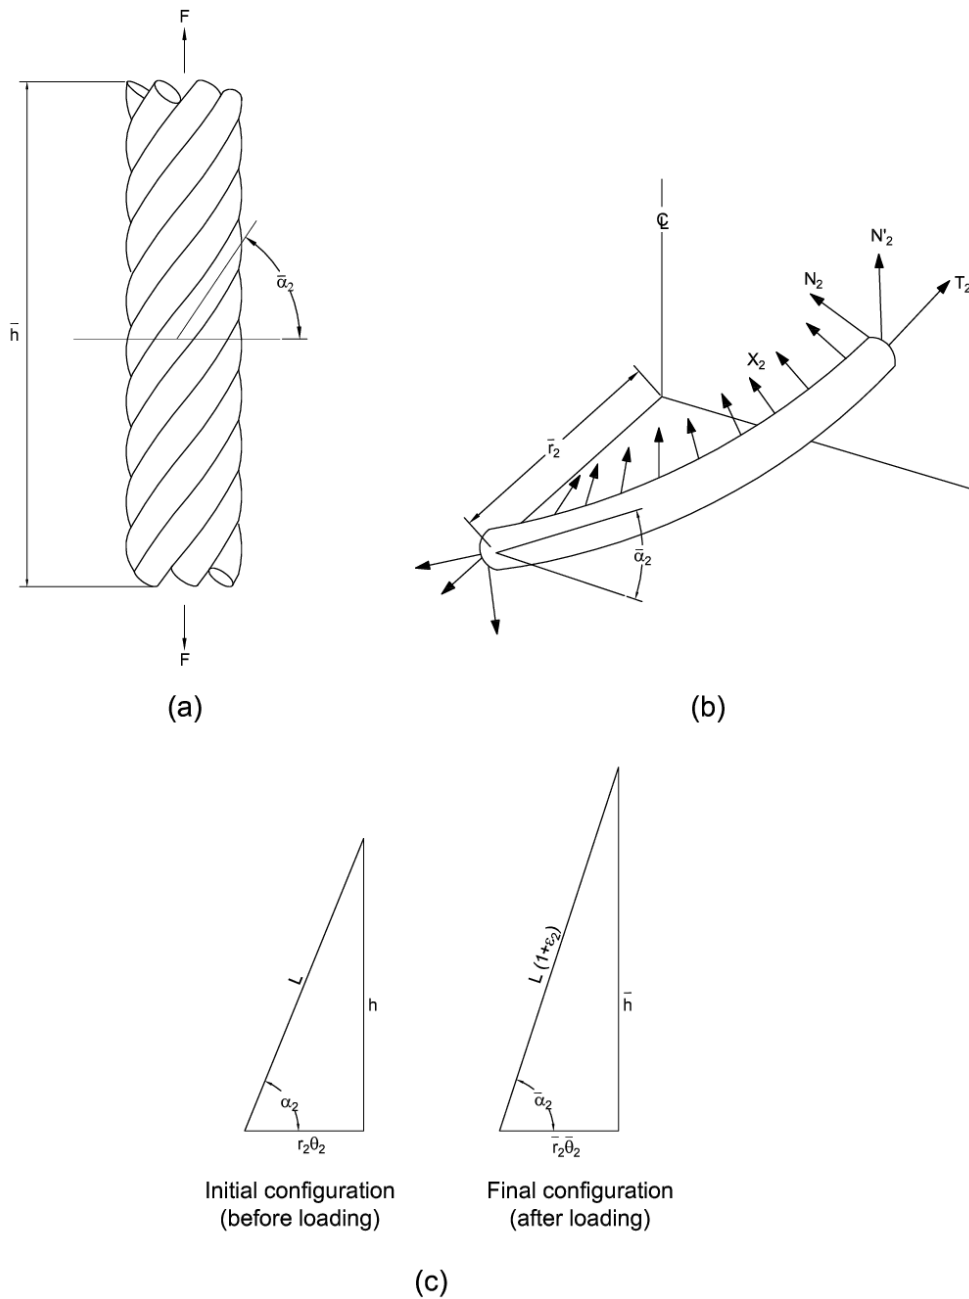 F
h̄
ᾱ₂
F
(a)
℄
N'₂
N₂
T₂
X₂
r̄₂
ᾱ₂
(b)
L
h
α₂
r₂θ₂
L (1+ε₂)
h̄
ᾱ₂
r̄₂θ̄₂
Initial configuration
(before loading)
Final configuration
(after loading)
(c)